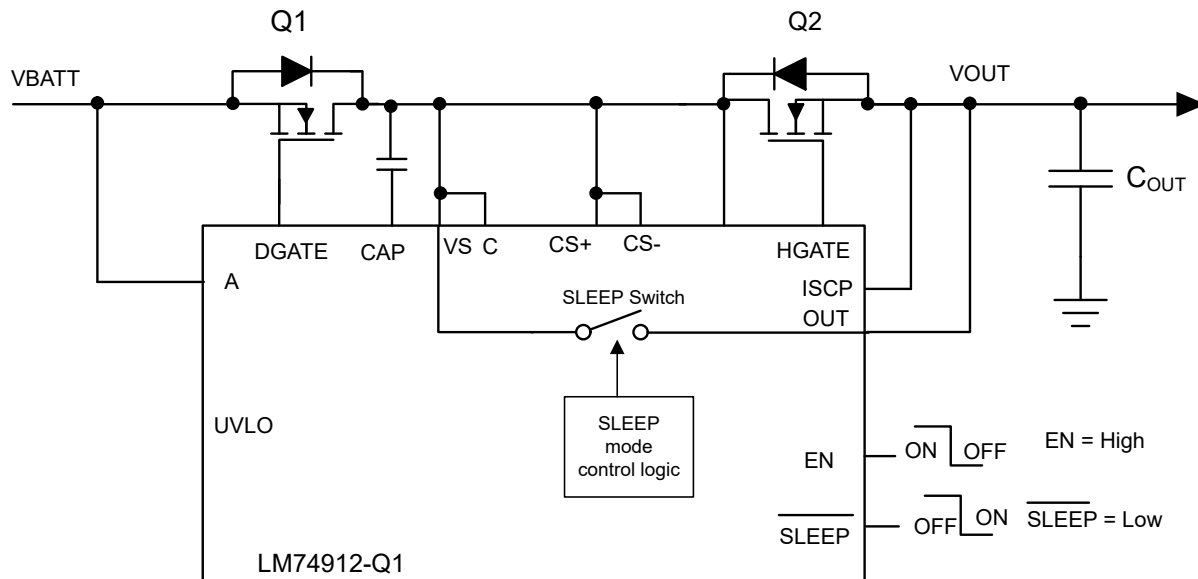 Q1
Q2
VBATT
VOUT
COUT
DGATE
CAP
VS
C
CS+
CS-
HGATE
A
ISCP
SLEEP Switch
OUT
UVLO
SLEEP
mode
control logic
EN
ON
OFF
EN = High
SLEEP
OFF
ON
SLEEP = Low
LM74912-Q1